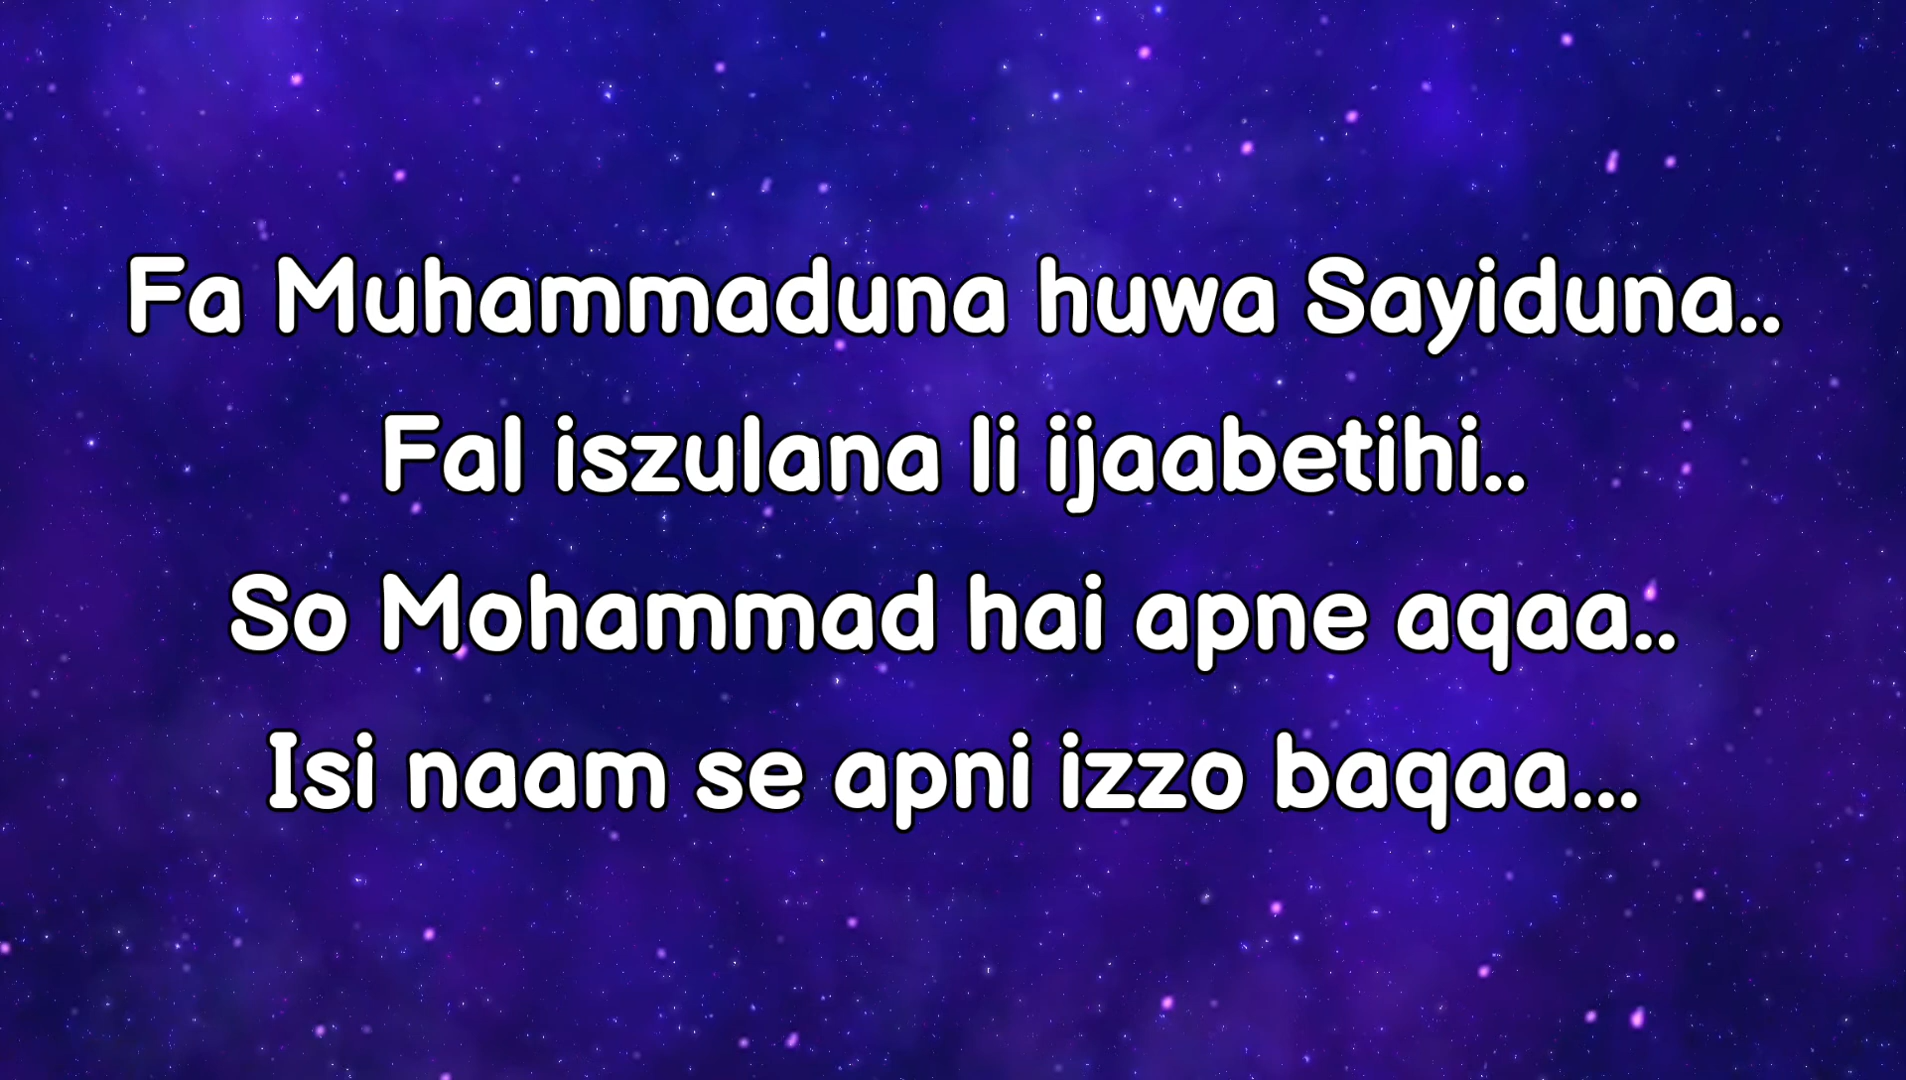 Fa Muhammaduna huwa Sayiduna..
Fal iszulana li ijaabetihi..
So Mohammad hai apne aqaa..
Isi naam se apni izzo baqaa...